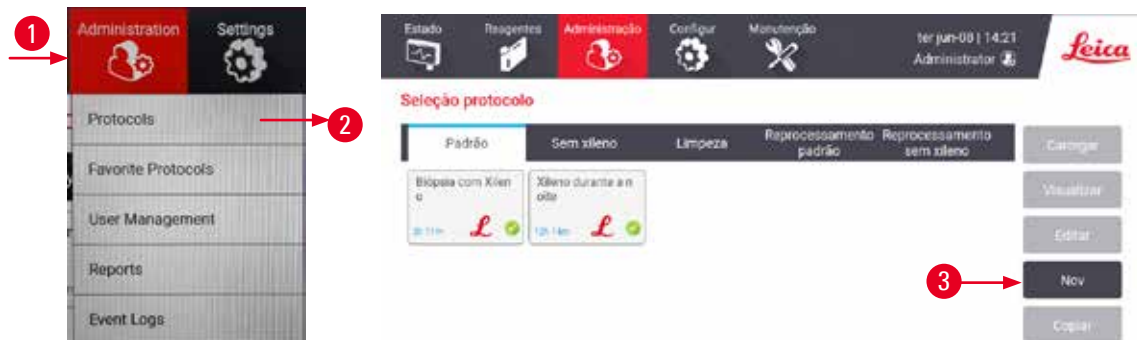 1
Administration
Settings
Protocols
2
Favorite Protocols
User Management
Reports
Event Logs
Estado
Reagentes
Administração
Configur
Manutenção
ter jun-08 | 14:21
Administrator
Leica
Seleção protocolo
Padrão
Sem xileno
Limpeza
Reprocessamento
padrão
Reprocessamento
sem xileno
Biópsia com Xilen
o
Xileno durante a n
oite
L
L
Carregar
Visualizar
Editar
3
Nov
Copiar